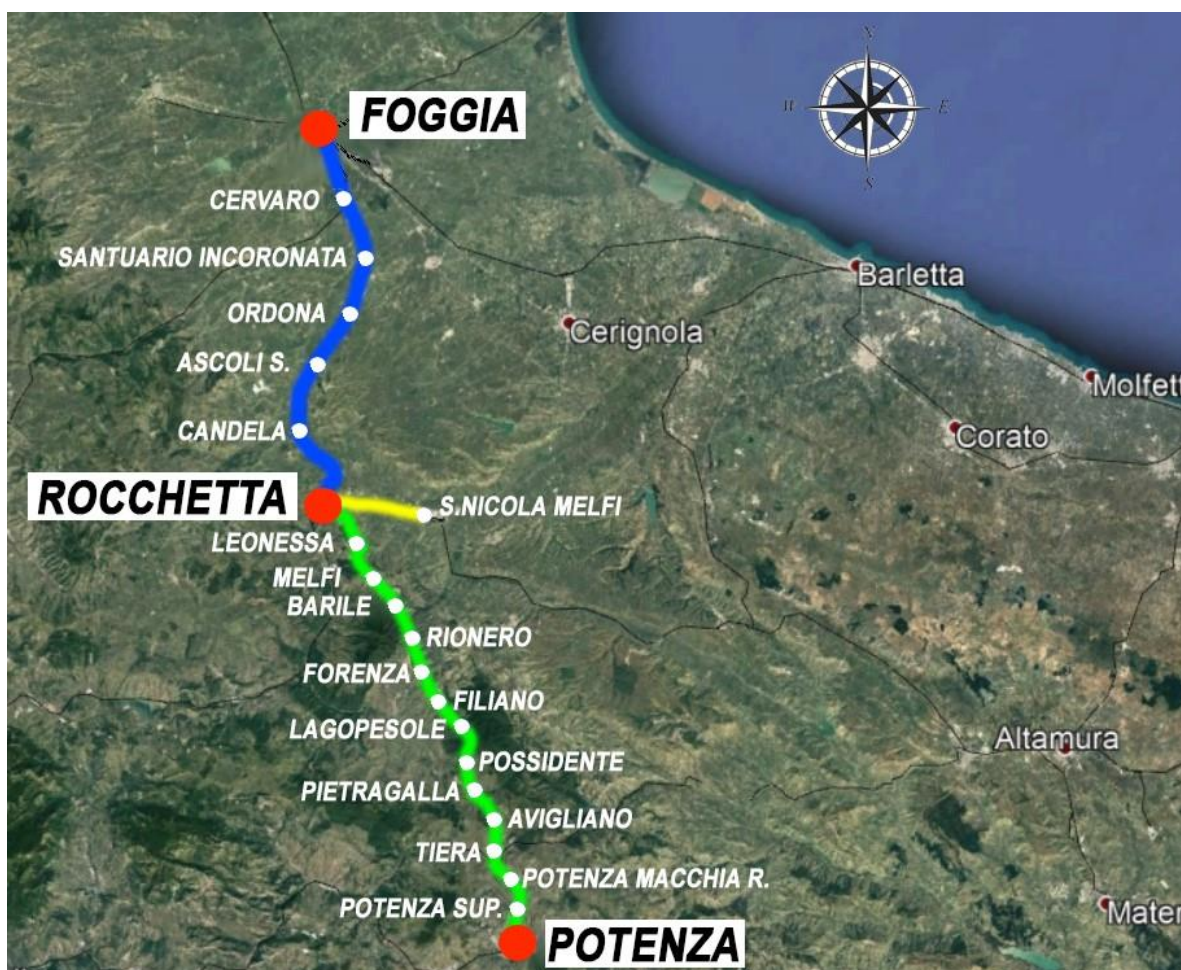 N
W
E
S
FOGGIA
CERVARO
SANTUARIO INCORONATA
Barletta
ORDONA
Cerignola
ASCOLI S.
Molfett
CANDELA
Corato
ROCCHETTA
S.NICOLA MELFI
LEONESSA
MELFI
BARILE
RIONERO
FORENZA
FILIANO
LAGOPESOLE
Altamura
POSSIDENTE
PIETRAGALLA
AVIGLIANO
TIERA
POTENZA MACCHIA R.
POTENZA SUP.
Mater
POTENZA